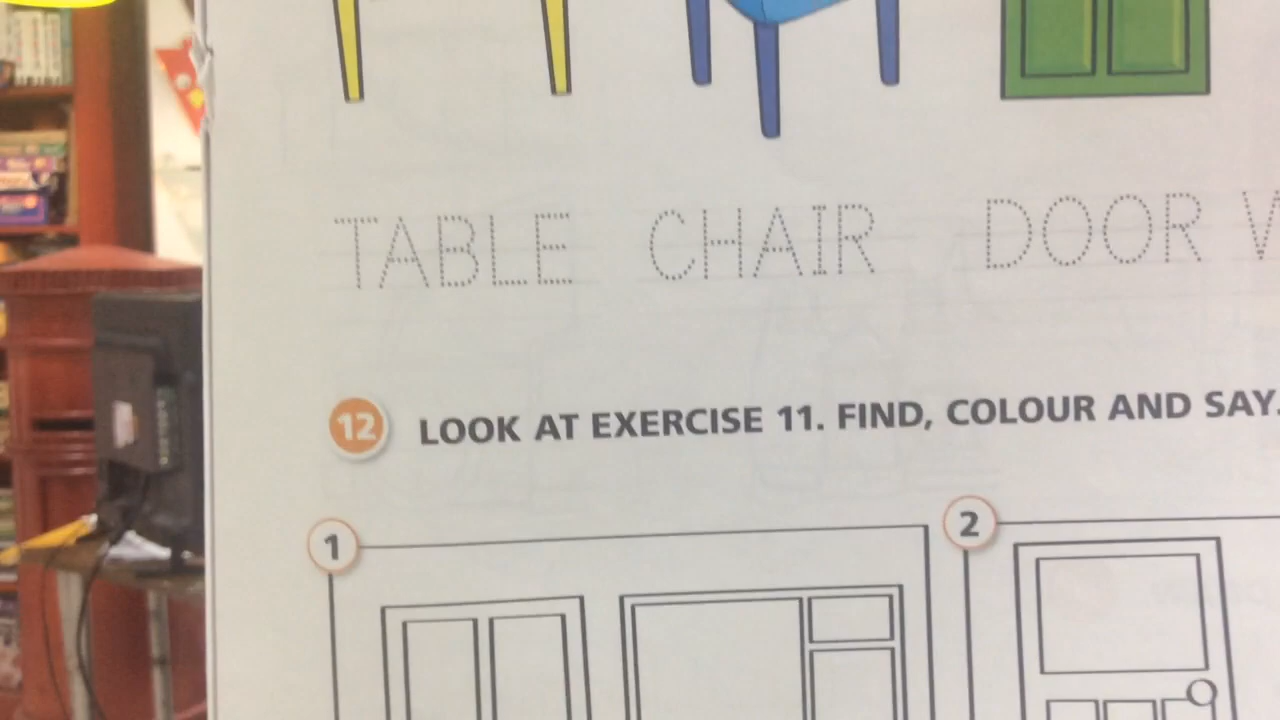 TABLE CHAIR DOOR
12 LOOK AT EXERCISE 11. FIND, COLOUR AND SAY.
1 2